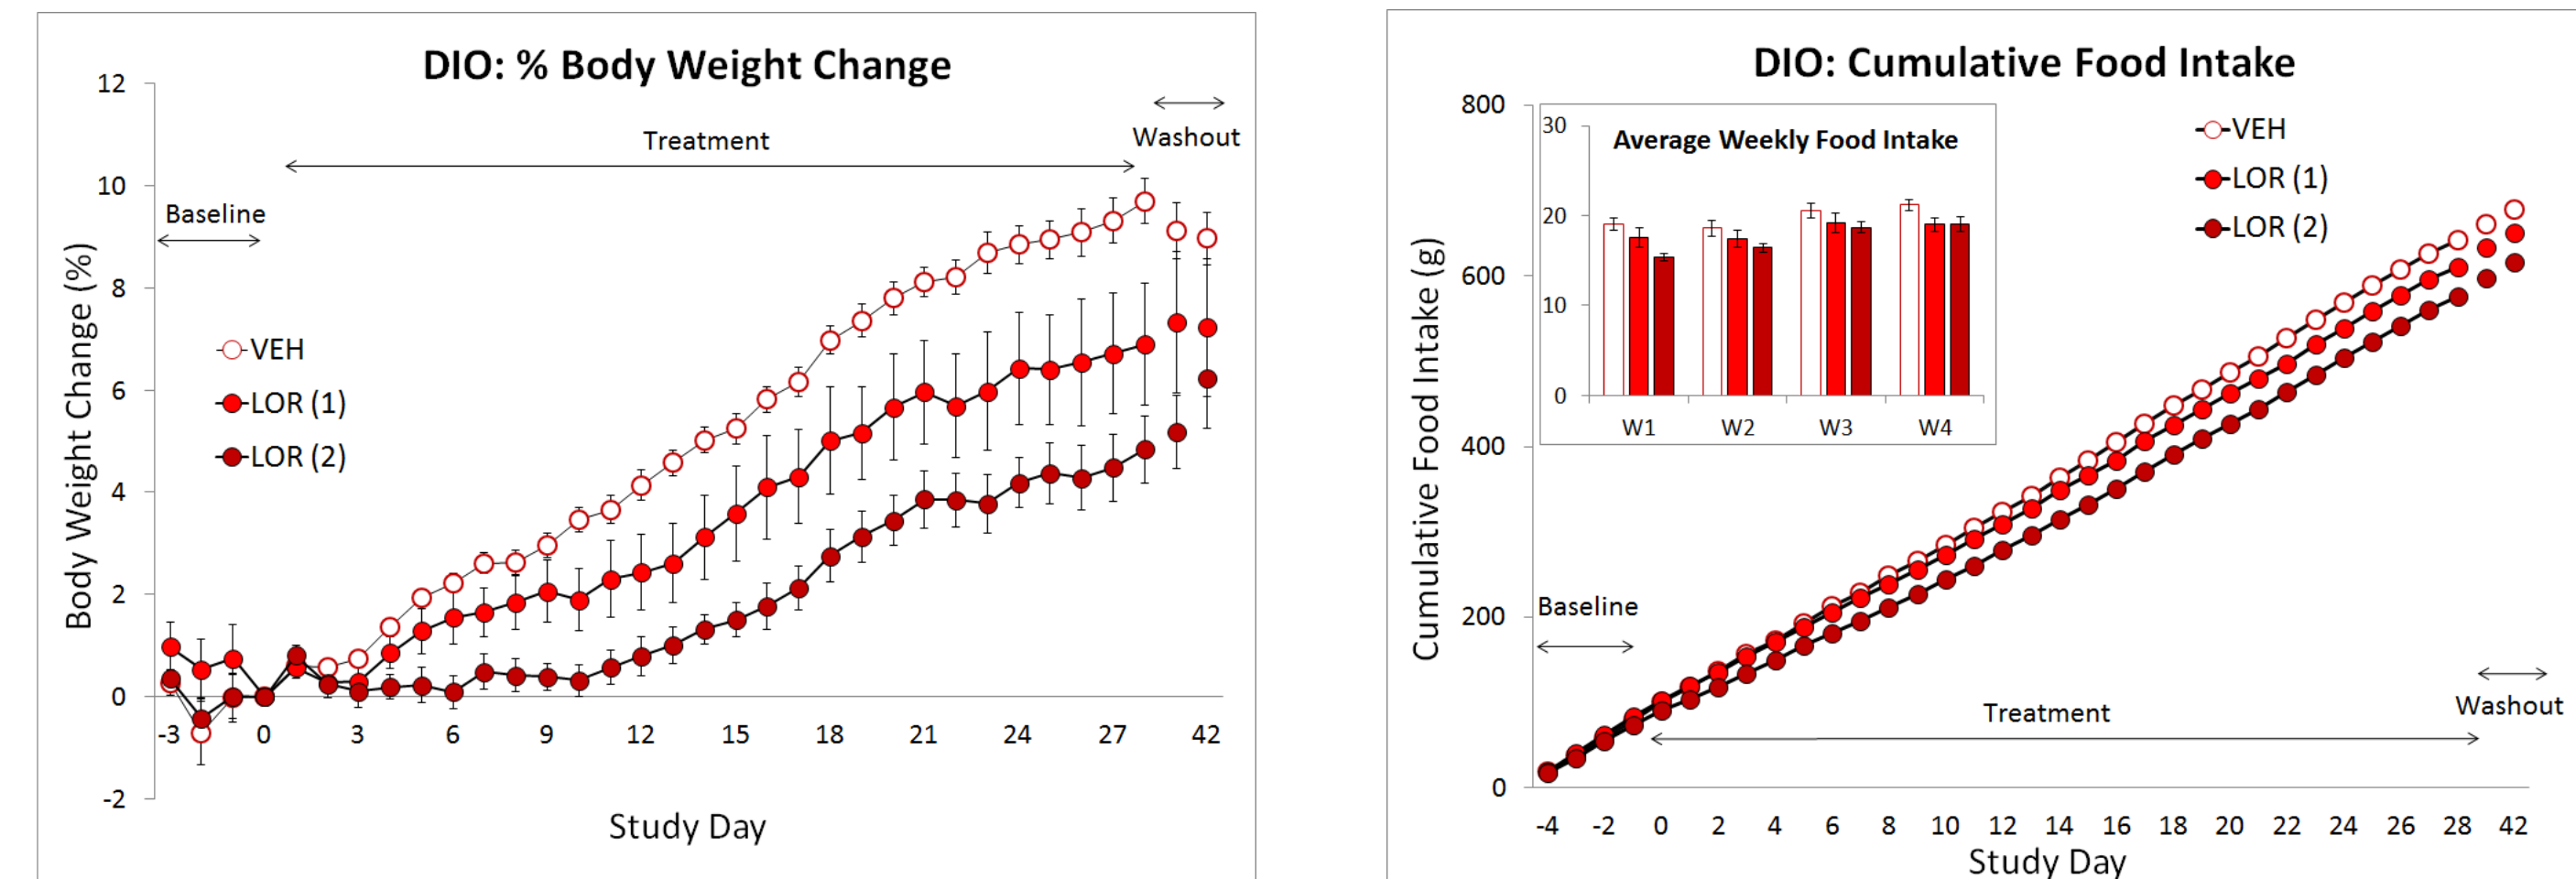 DIO: % Body Weight Change
12
10
8
6
4
2
0
-2
Body Weight Change (%)
Baseline
Treatment
Washout
VEH
LOR (1)
LOR (2)
-3 0 3 6 9 12 15 18 21 24 27 42
Study Day
DIO: Cumulative Food Intake
800
600
400
200
0
Cumulative Food Intake (g)
Average Weekly Food Intake
30
20
10
0
W1 W2 W3 W4
VEH
LOR (1)
LOR (2)
Baseline
Treatment
Washout
-4 -2 0 2 4 6 8 10 12 14 16 18 20 22 24 26 28 42
Study Day